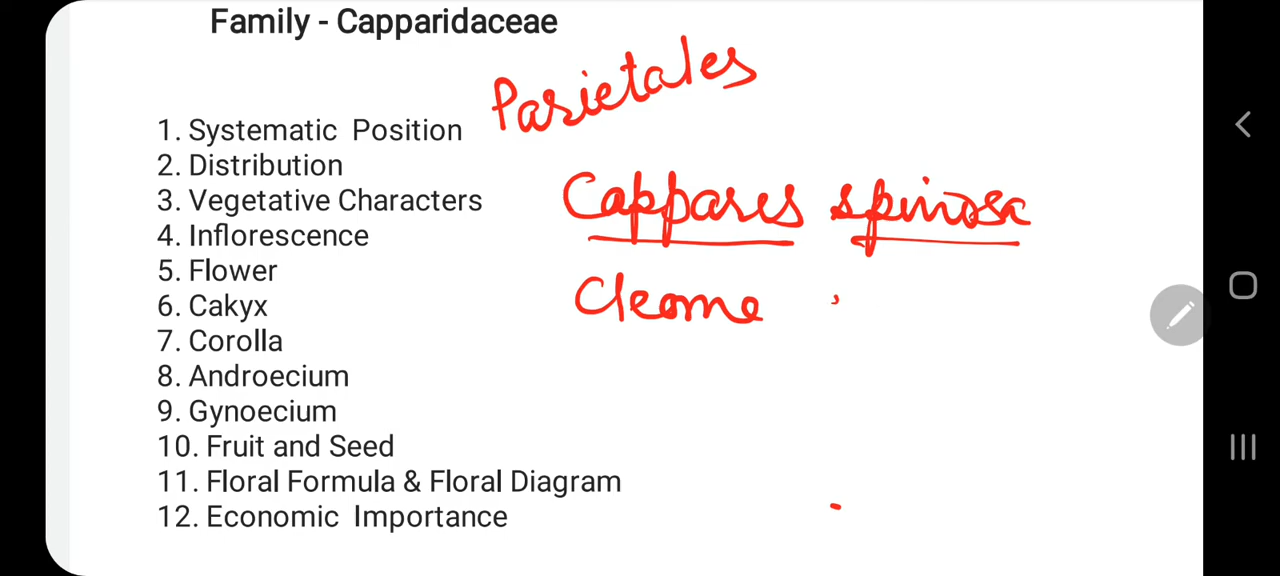 Family - Capparidaceae
Parietales
1. Systematic Position
2. Distribution
3. Vegetative Characters
Cappares spinosa
4. Inflorescence
5. Flower
6. Cakyx
Cleome
7. Corolla
8. Androecium
9. Gynoecium
10. Fruit and Seed
11. Floral Formula & Floral Diagram
12. Economic Importance